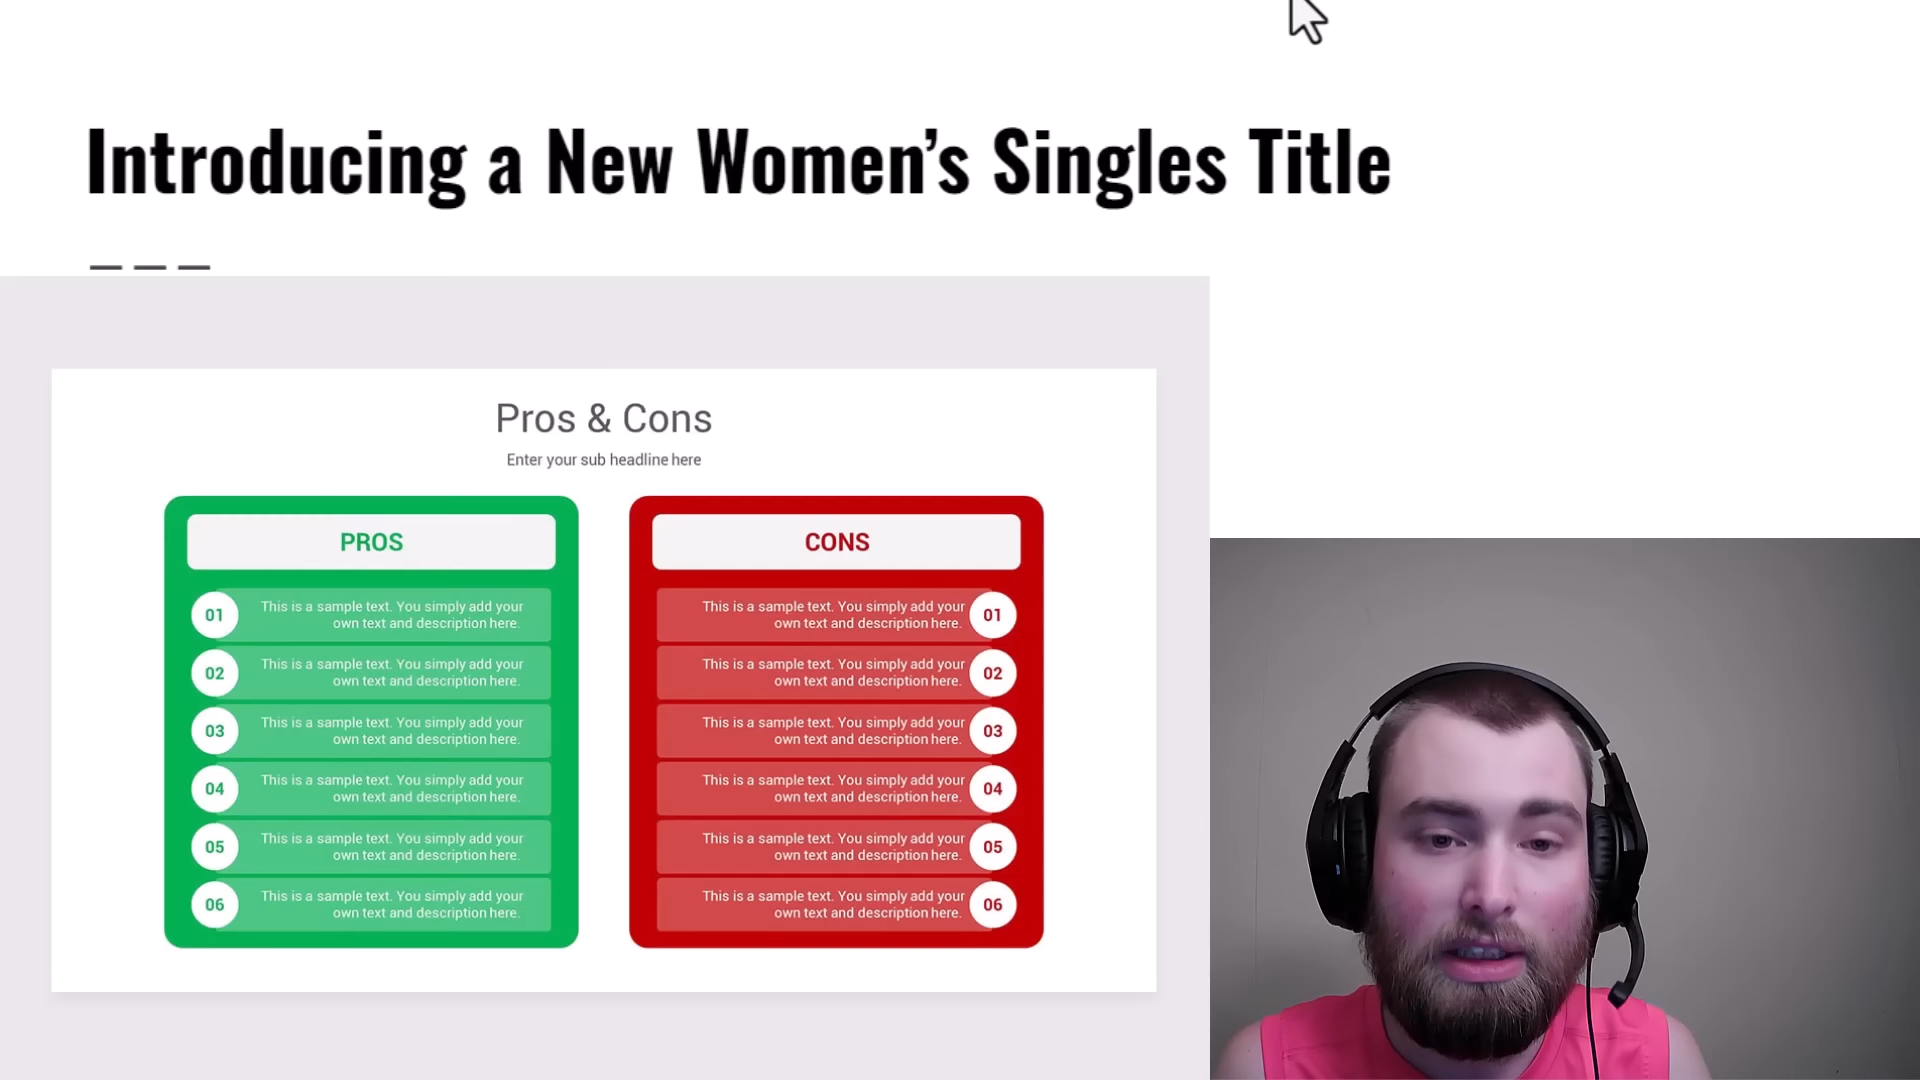 Introducing a New Women’s Singles Title
Pros & Cons
Enter your sub headline here
PROS
01
This is a sample text. You simply add your
own text and description here.
02
This is a sample text. You simply add your
own text and description here.
03
This is a sample text. You simply add your
own text and description here.
04
This is a sample text. You simply add your
own text and description here.
05
This is a sample text. You simply add your
own text and description here.
06
This is a sample text. You simply add your
own text and description here.
CONS
This is a sample text. You simply add your
own text and description here.
01
This is a sample text. You simply add your
own text and description here.
02
This is a sample text. You simply add your
own text and description here.
03
This is a sample text. You simply add your
own text and description here.
04
This is a sample text. You simply add your
own text and description here.
05
This is a sample text. You simply add your
own text and description here.
06